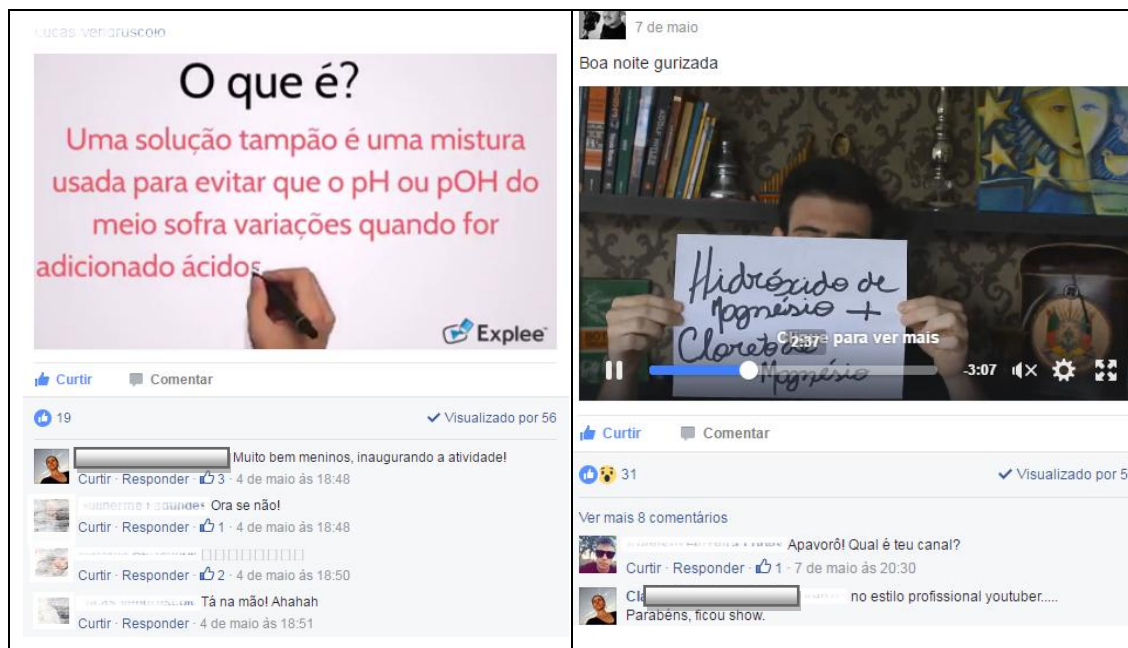 O que é?
Uma solução tampão é uma mistura
usada para evitar que o pH ou pOH do
meio sofra variações quando for
adicionado ácidos
Explee
Curtir Comentar
19 Visualizado por 56
Muito bem meninos, inaugurando a atividade!
Curtir · Responder · 3 · 4 de maio às 18:48
Ora se não!
Curtir · Responder · 1 · 4 de maio às 18:48
Curtir · Responder · 2 · 4 de maio às 18:50
Tá na mão! Ahahah
Curtir · Responder · 4 de maio às 18:51
7 de maio
Boa noite gurizada
Hidróxido de
Magnésio +
Cloreto de
Magnésio
para ver mais
2:37
-3:07
Curtir Comentar
31 Visualizado por 5
Ver mais 8 comentários
Apavorô! Qual é teu canal?
Curtir · Responder · 1 · 7 de maio às 20:30
no estilo profissional youtuber.....
Parabéns, ficou show.